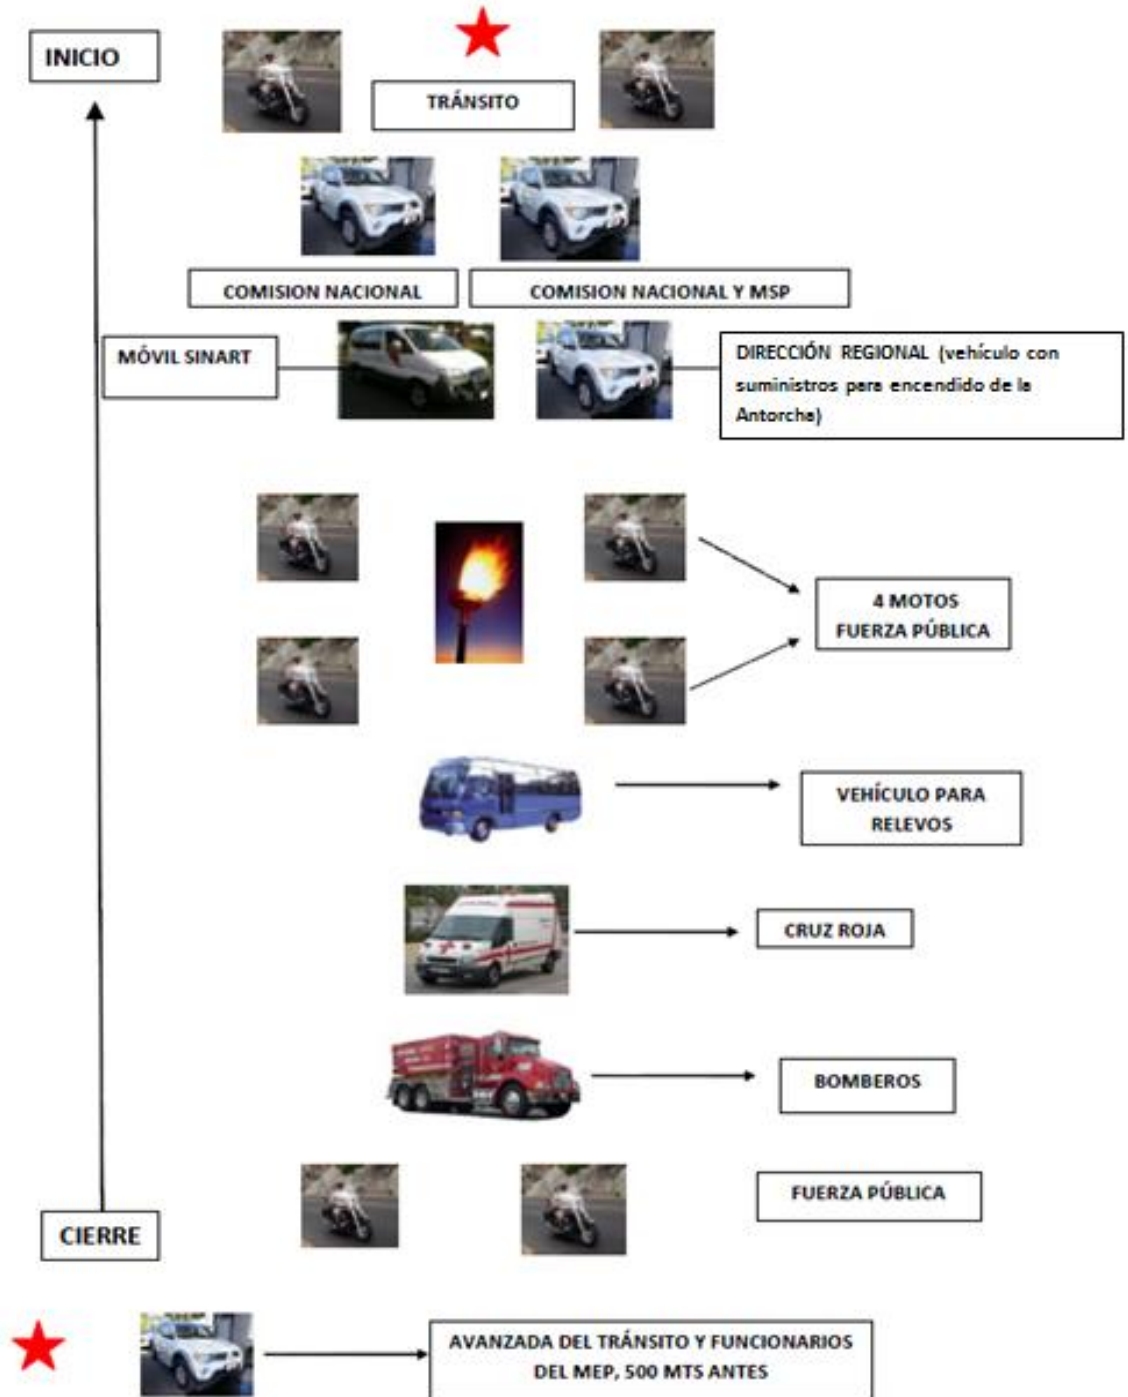 INICIO
TRÁNSITO
COMISION NACIONAL
COMISION NACIONAL Y MSP
MÓVIL SINART
DIRECCIÓN REGIONAL (vehículo con
suministros para encendido de la
Antorcha)
4 MOTOS
FUERZA PÚBLICA
VEHÍCULO PARA
RELEVOS
CRUZ ROJA
BOMBEROS
FUERZA PÚBLICA
CIERRE
AVANZADA DEL TRÁNSITO Y FUNCIONARIOS
DEL MEP, 500 MTS ANTES